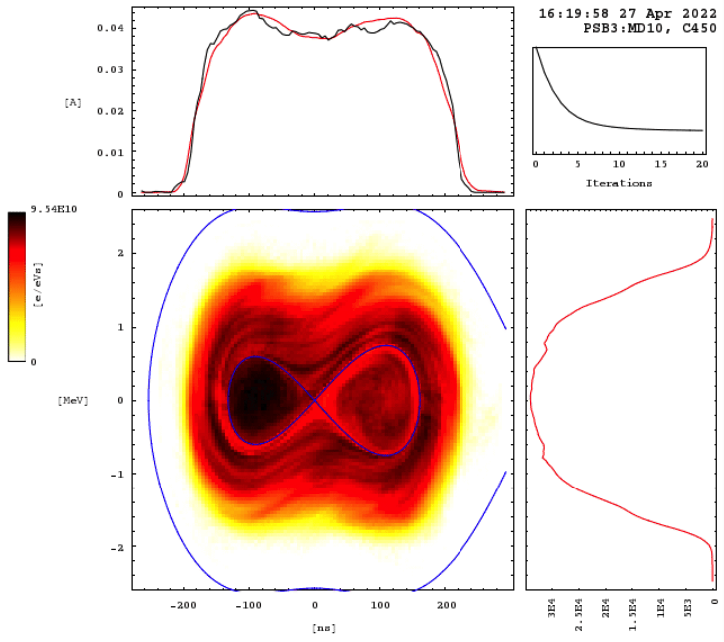 16:19:58 27 Apr 2022
PSB3:MD10, C450
0.04
0.03
[A]
0.02
0.01
0
0 5 10 15 20
Iterations
9.54E10
[e/eVs]
0
2
1
[MeV]
0
-1
-2
-200 -100 0 100 200
[ns]
3E4 2.5E4 2E4 1.5E4 1E4 5E3 0